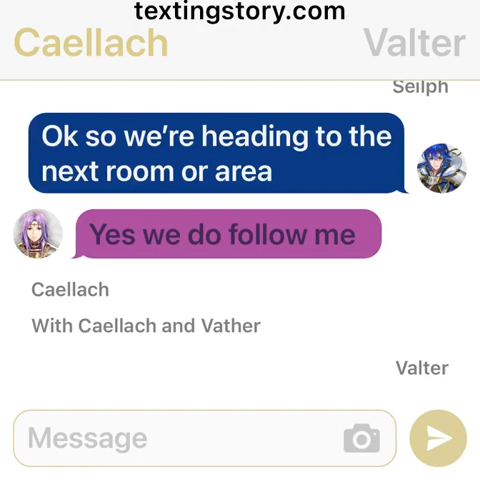 textingstory.com
Caellach
Valter
Seilph
Ok so we're heading to the
next room or area
Yes we do follow me
Caellach
With Caellach and Vather
Valter
Message